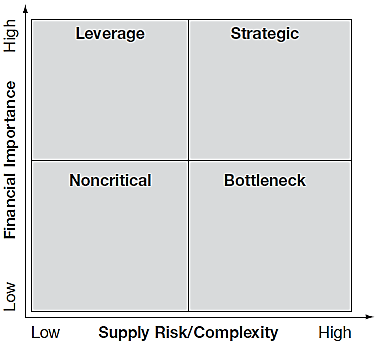 High
Leverage
Strategic
Financial Importance
Noncritical
Bottleneck
Low
Low
Supply Risk/Complexity
High